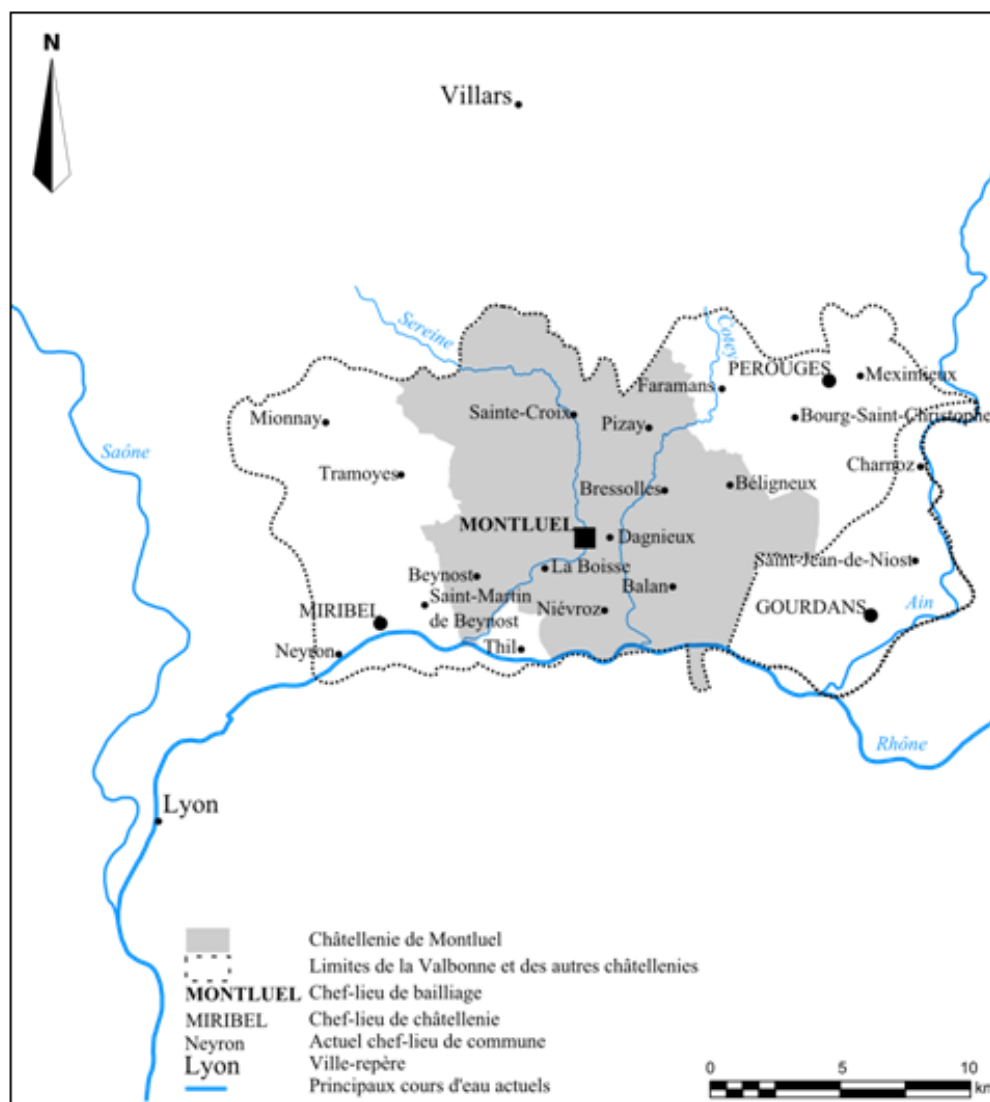 N
Villars
Sereine
Cotey
PEROUGES
Meximieux
Faramans
Mionnay
Sainte-Croix
Pizay
Bourg-Saint-Christophe
Saône
Tramoyes
Charnoz
Bressolles
Béligneux
MONTLUEL
Dagnieux
Saint-Jean-de-Niost
Beynost
La Boisse
Balan
Saint-Martin
de Beynost
MIRIBEL
Niévroz
GOURDANS
Ain
Neyron
Thil
Rhône
Lyon
Châtellenie de Montluel
Limites de la Valbonne et des autres châtellenies
MONTLUEL Chef-lieu de bailliage
MIRIBEL Chef-lieu de châtellenie
Neyron Actuel chef-lieu de commune
Lyon Ville-repère
Principaux cours d'eau actuels
0 5 10
km